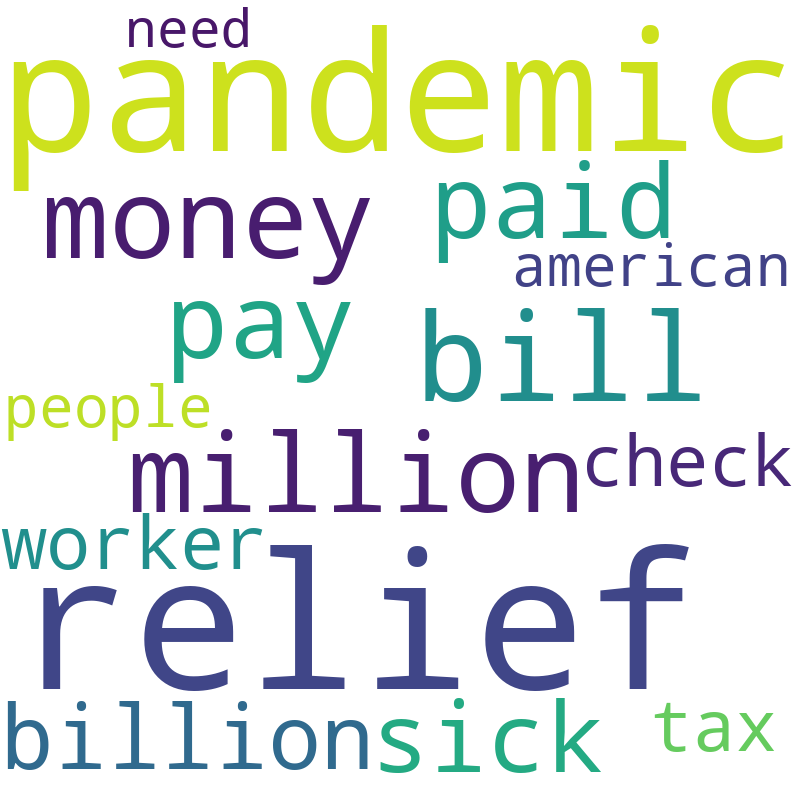 need
pandemic
money
paid
american
pay
bill
people
million
check
worker
relief
billion
sick
tax